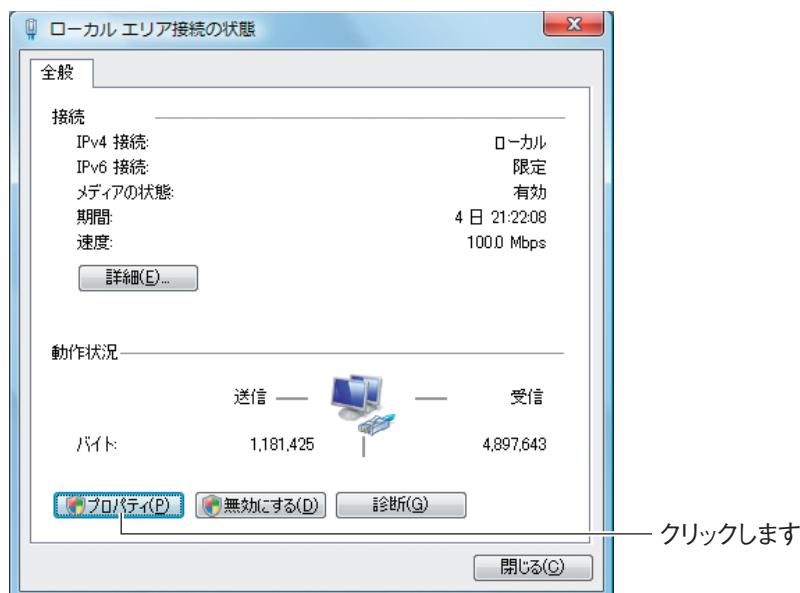 ローカル エリア接続の状態
全般
接続
IPv4 接続: ローカル
IPv6 接続: 限定
メディアの状態: 有効
期間: 4 日 21:22:08
速度: 100.0 Mbps
詳細(E)...
動作状況
送信 — — 受信
バイト: 1,181,425 4,897,643
プロパティ(P) 無効にする(D) 診断(G)
クリックします
閉じる(C)